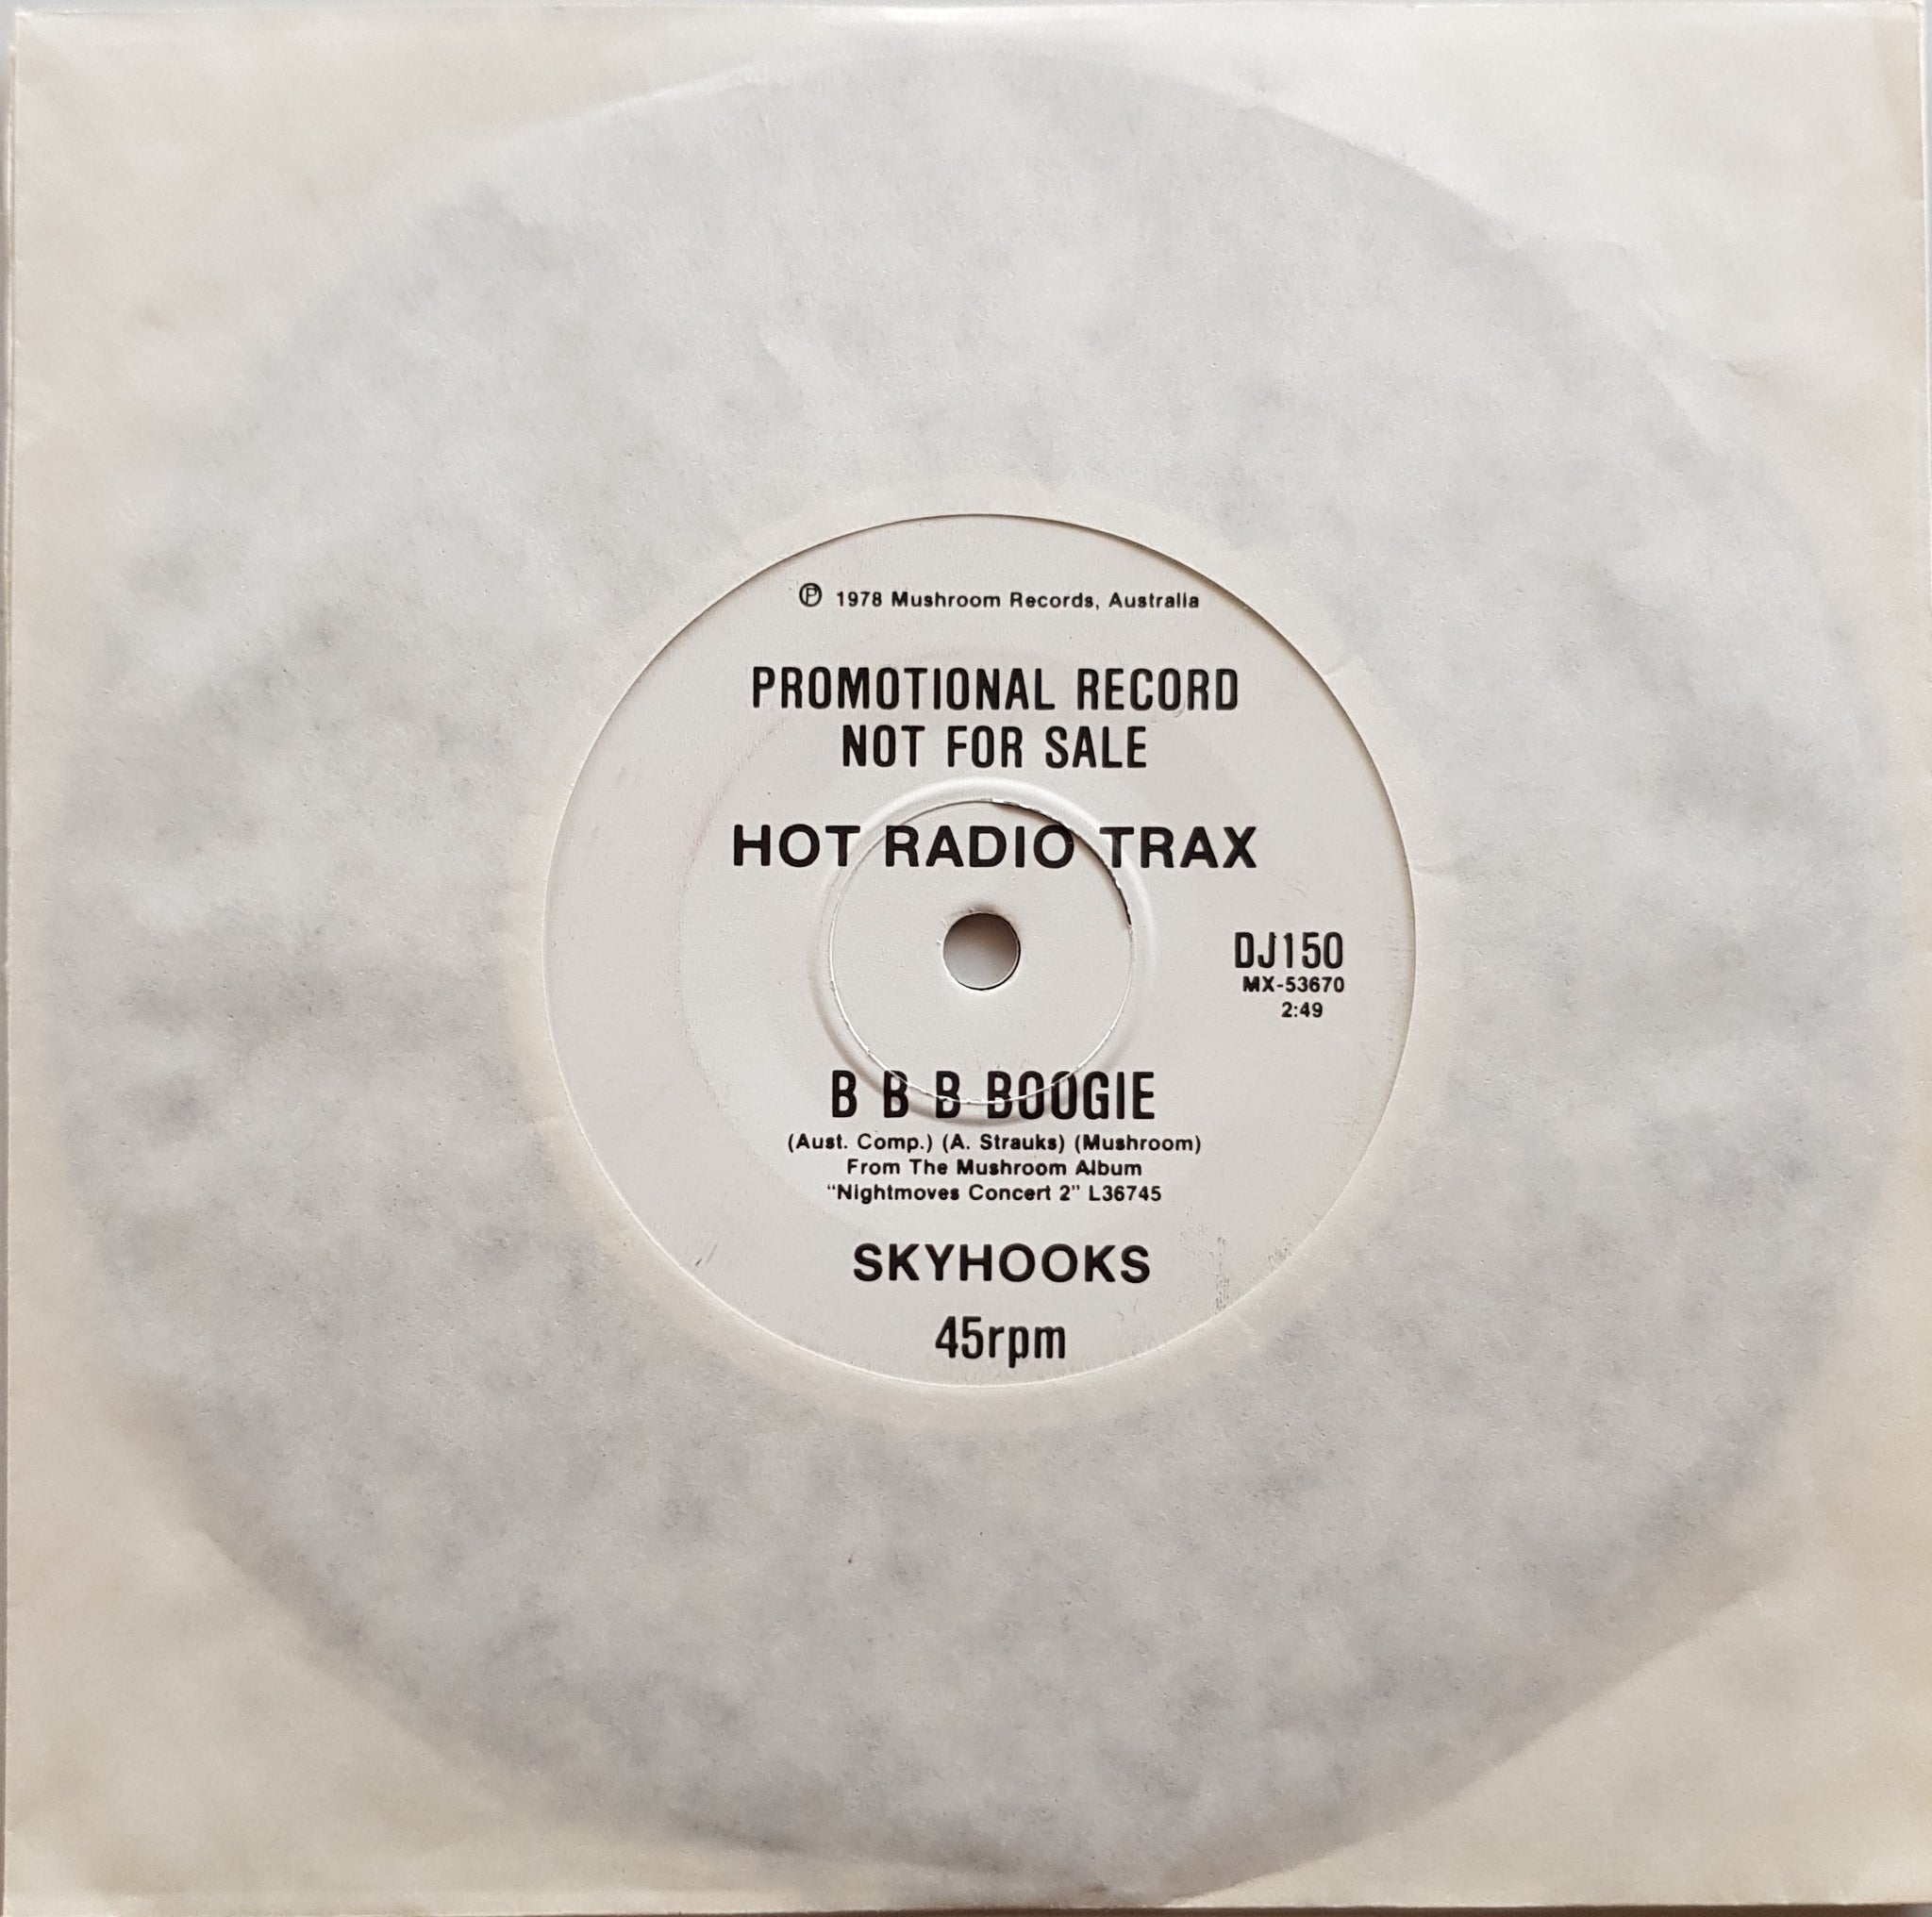 ℗ 1978 Mushroom Records, Australia
PROMOTIONAL RECORD
NOT FOR SALE
HOT RADIO TRAX
DJ150
MX-53670
2:49
B B B BOOGIE
(Aust. Comp.) (A. Strauks) (Mushroom)
From The Mushroom Album
“Nightmoves Concert 2” L36745
SKYHOOKS
45rpm